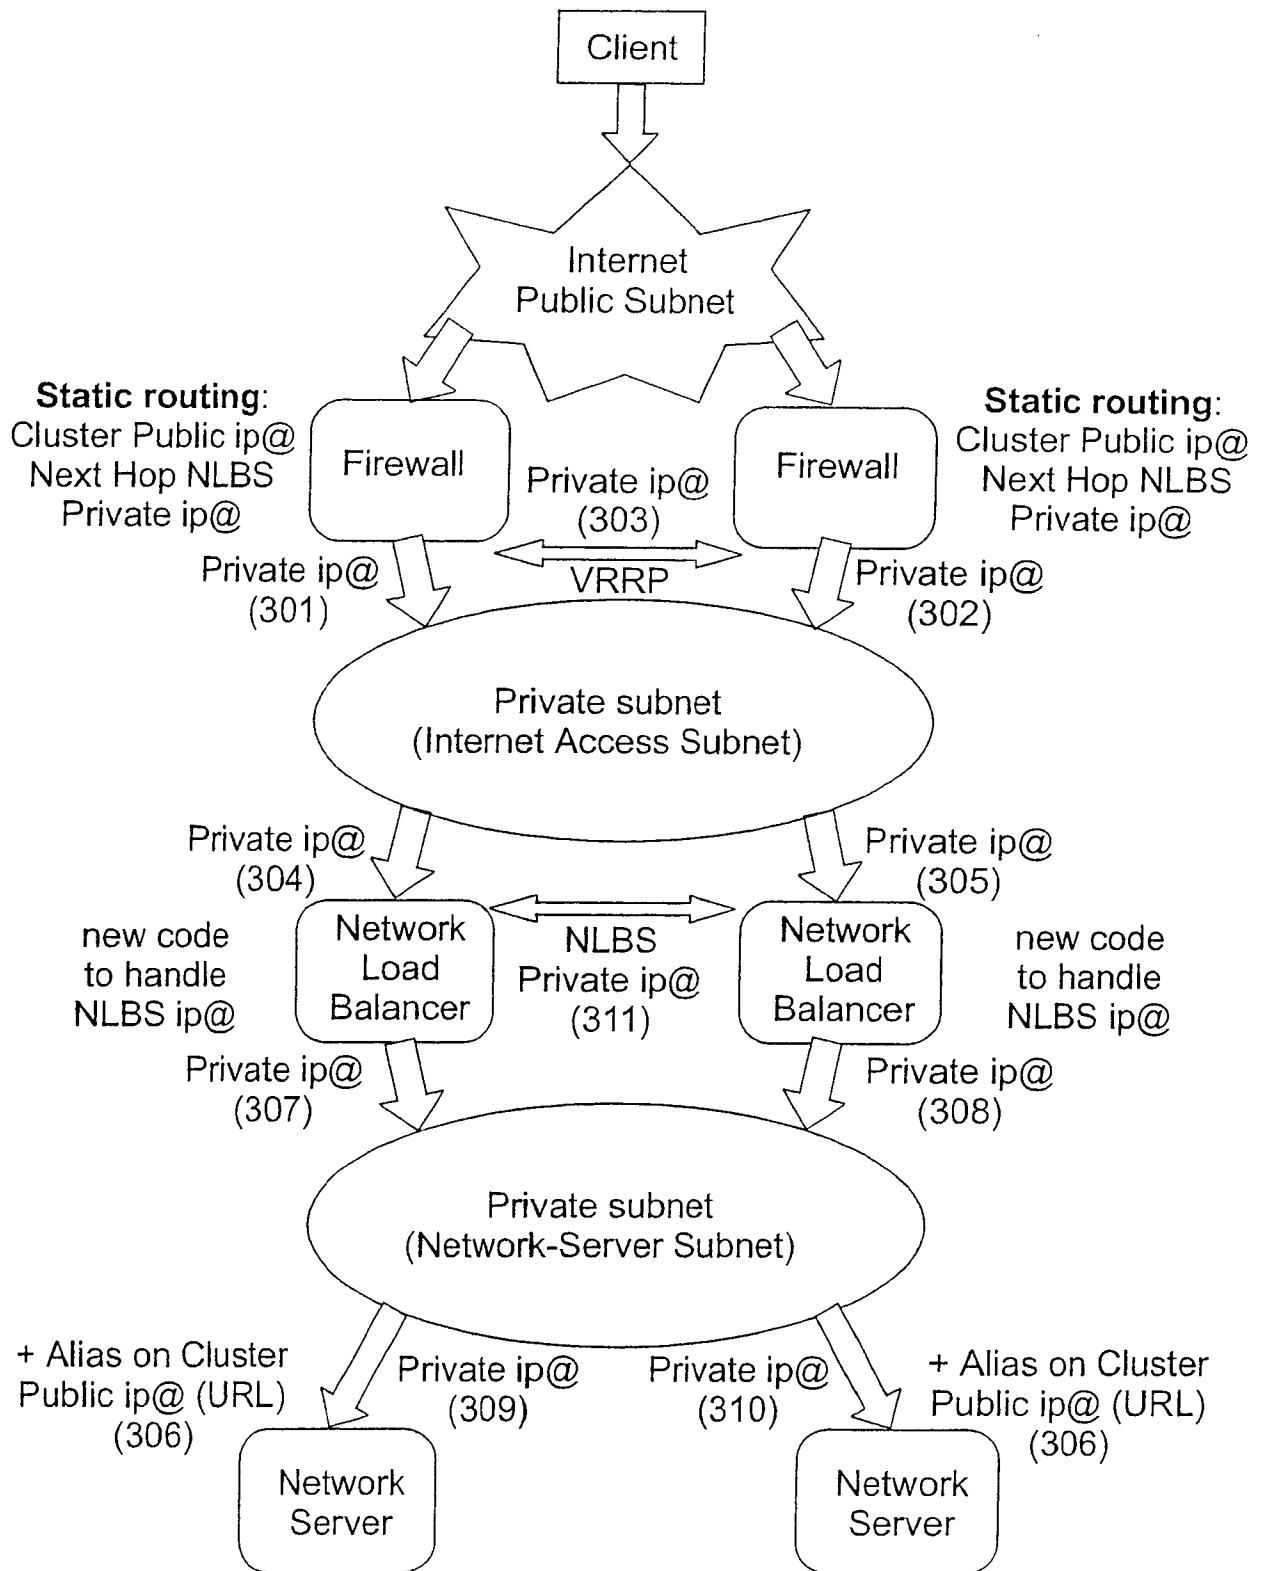 Client
Internet
Public Subnet
Static routing:
Cluster Public ip@
Next Hop NLBS
Private ip@
Firewall
Private ip@
(303)
VRRP
Firewall
Static routing:
Cluster Public ip@
Next Hop NLBS
Private ip@
Private ip@
(301)
Private ip@
(302)
Private subnet
(Internet Access Subnet)
Private ip@
(304)
Private ip@
(305)
new code
to handle
NLBS ip@
Network
Load
Balancer
NLBS
Private ip@
(311)
Network
Load
Balancer
new code
to handle
NLBS ip@
Private ip@
(307)
Private ip@
(308)
Private subnet
(Network-Server Subnet)
+ Alias on Cluster
Public ip@ (URL)
(306)
Private ip@
(309)
Private ip@
(310)
+ Alias on Cluster
Public ip@ (URL)
(306)
Network
Server
Network
Server